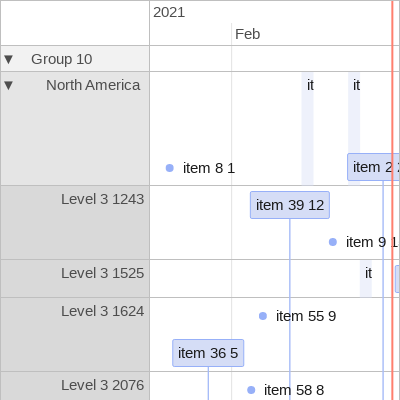 2021
Feb
▼ Group 10
▼ North America
it
it
item 8 1
item 2
Level 3 1243
item 39 12
item 9 1
Level 3 1525
it
Level 3 1624
item 55 9
item 36 5
Level 3 2076
item 58 8